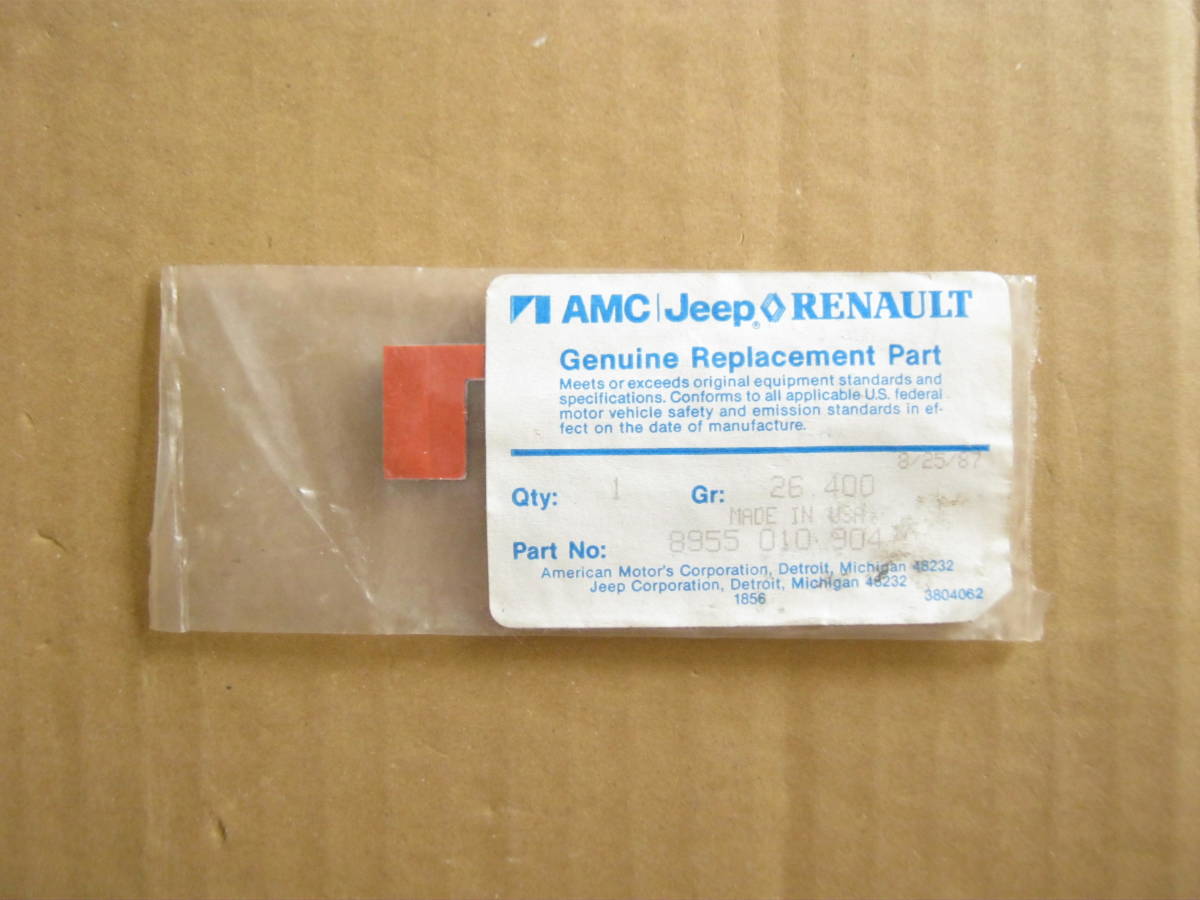 AMC | Jeep® RENAULT
Genuine Replacement Part
Meets or exceeds original equipment standards and
specifications. Conforms to all applicable U.S. federal
motor vehicle safety and emission standards in ef-
fect on the date of manufacture.
8/25/87
Qty: 1 Gr: 26.400
MADE IN USA
Part No: 8955 010 904
American Motor's Corporation, Detroit, Michigan 48232
Jeep Corporation, Detroit, Michigan 48232
1856 3804062